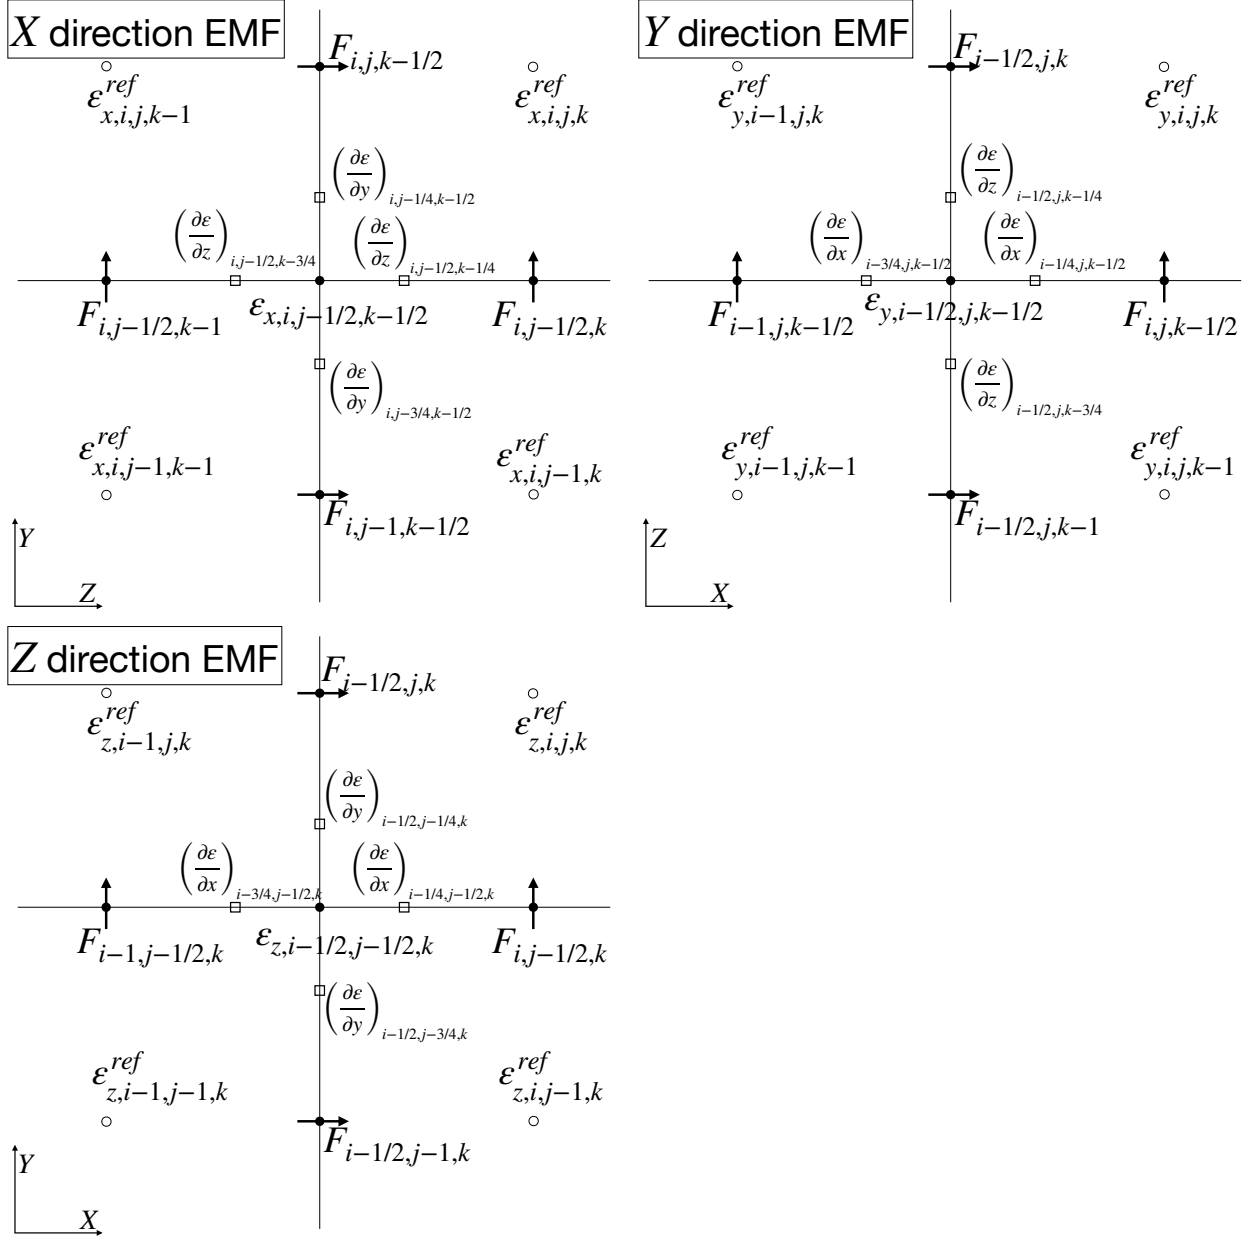 X direction EMF
F_{i,j,k−1/2}
ε^{ref}_{x,i,j,k−1}
ε^{ref}_{x,i,j,k}
(∂ε/∂y)_{i,j−1/4,k−1/2}
(∂ε/∂z)_{i,j−1/2,k−3/4}
(∂ε/∂z)_{i,j−1/2,k−1/4}
F_{i,j−1/2,k−1}
ε_{x,i,j−1/2,k−1/2}
F_{i,j−1/2,k}
(∂ε/∂y)_{i,j−3/4,k−1/2}
ε^{ref}_{x,i,j−1,k−1}
ε^{ref}_{x,i,j−1,k}
F_{i,j−1,k−1/2}
Y
Z
Y direction EMF
F_{i−1/2,j,k}
ε^{ref}_{y,i−1,j,k}
ε^{ref}_{y,i,j,k}
(∂ε/∂z)_{i−1/2,j,k−1/4}
(∂ε/∂x)_{i−3/4,j,k−1/2}
(∂ε/∂x)_{i−1/4,j,k−1/2}
F_{i−1,j,k−1/2}
ε_{y,i−1/2,j,k−1/2}
F_{i,j,k−1/2}
(∂ε/∂z)_{i−1/2,j,k−3/4}
ε^{ref}_{y,i−1,j,k−1}
ε^{ref}_{y,i,j,k−1}
F_{i−1/2,j,k−1}
Z
X
Z direction EMF
F_{i−1/2,j,k}
ε^{ref}_{z,i−1,j,k}
ε^{ref}_{z,i,j,k}
(∂ε/∂y)_{i−1/2,j−1/4,k}
(∂ε/∂x)_{i−3/4,j−1/2,k}
(∂ε/∂x)_{i−1/4,j−1/2,k}
F_{i−1,j−1/2,k}
ε_{z,i−1/2,j−1/2,k}
F_{i,j−1/2,k}
(∂ε/∂y)_{i−1/2,j−3/4,k}
ε^{ref}_{z,i−1,j−1,k}
ε^{ref}_{z,i,j−1,k}
F_{i−1/2,j−1,k}
Y
X